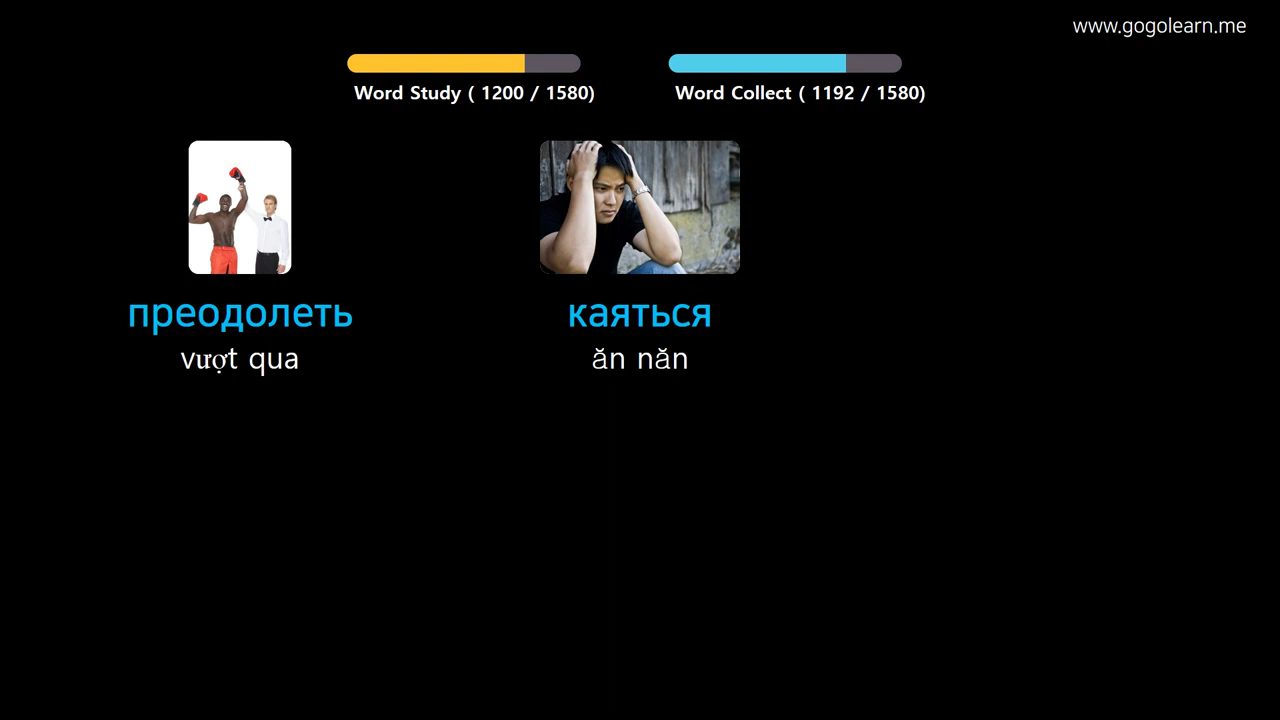 www.gogolearn.me
Word Study ( 1200 / 1580)
Word Collect ( 1192 / 1580)
преодолеть
vượt qua
каяться
ăn năn